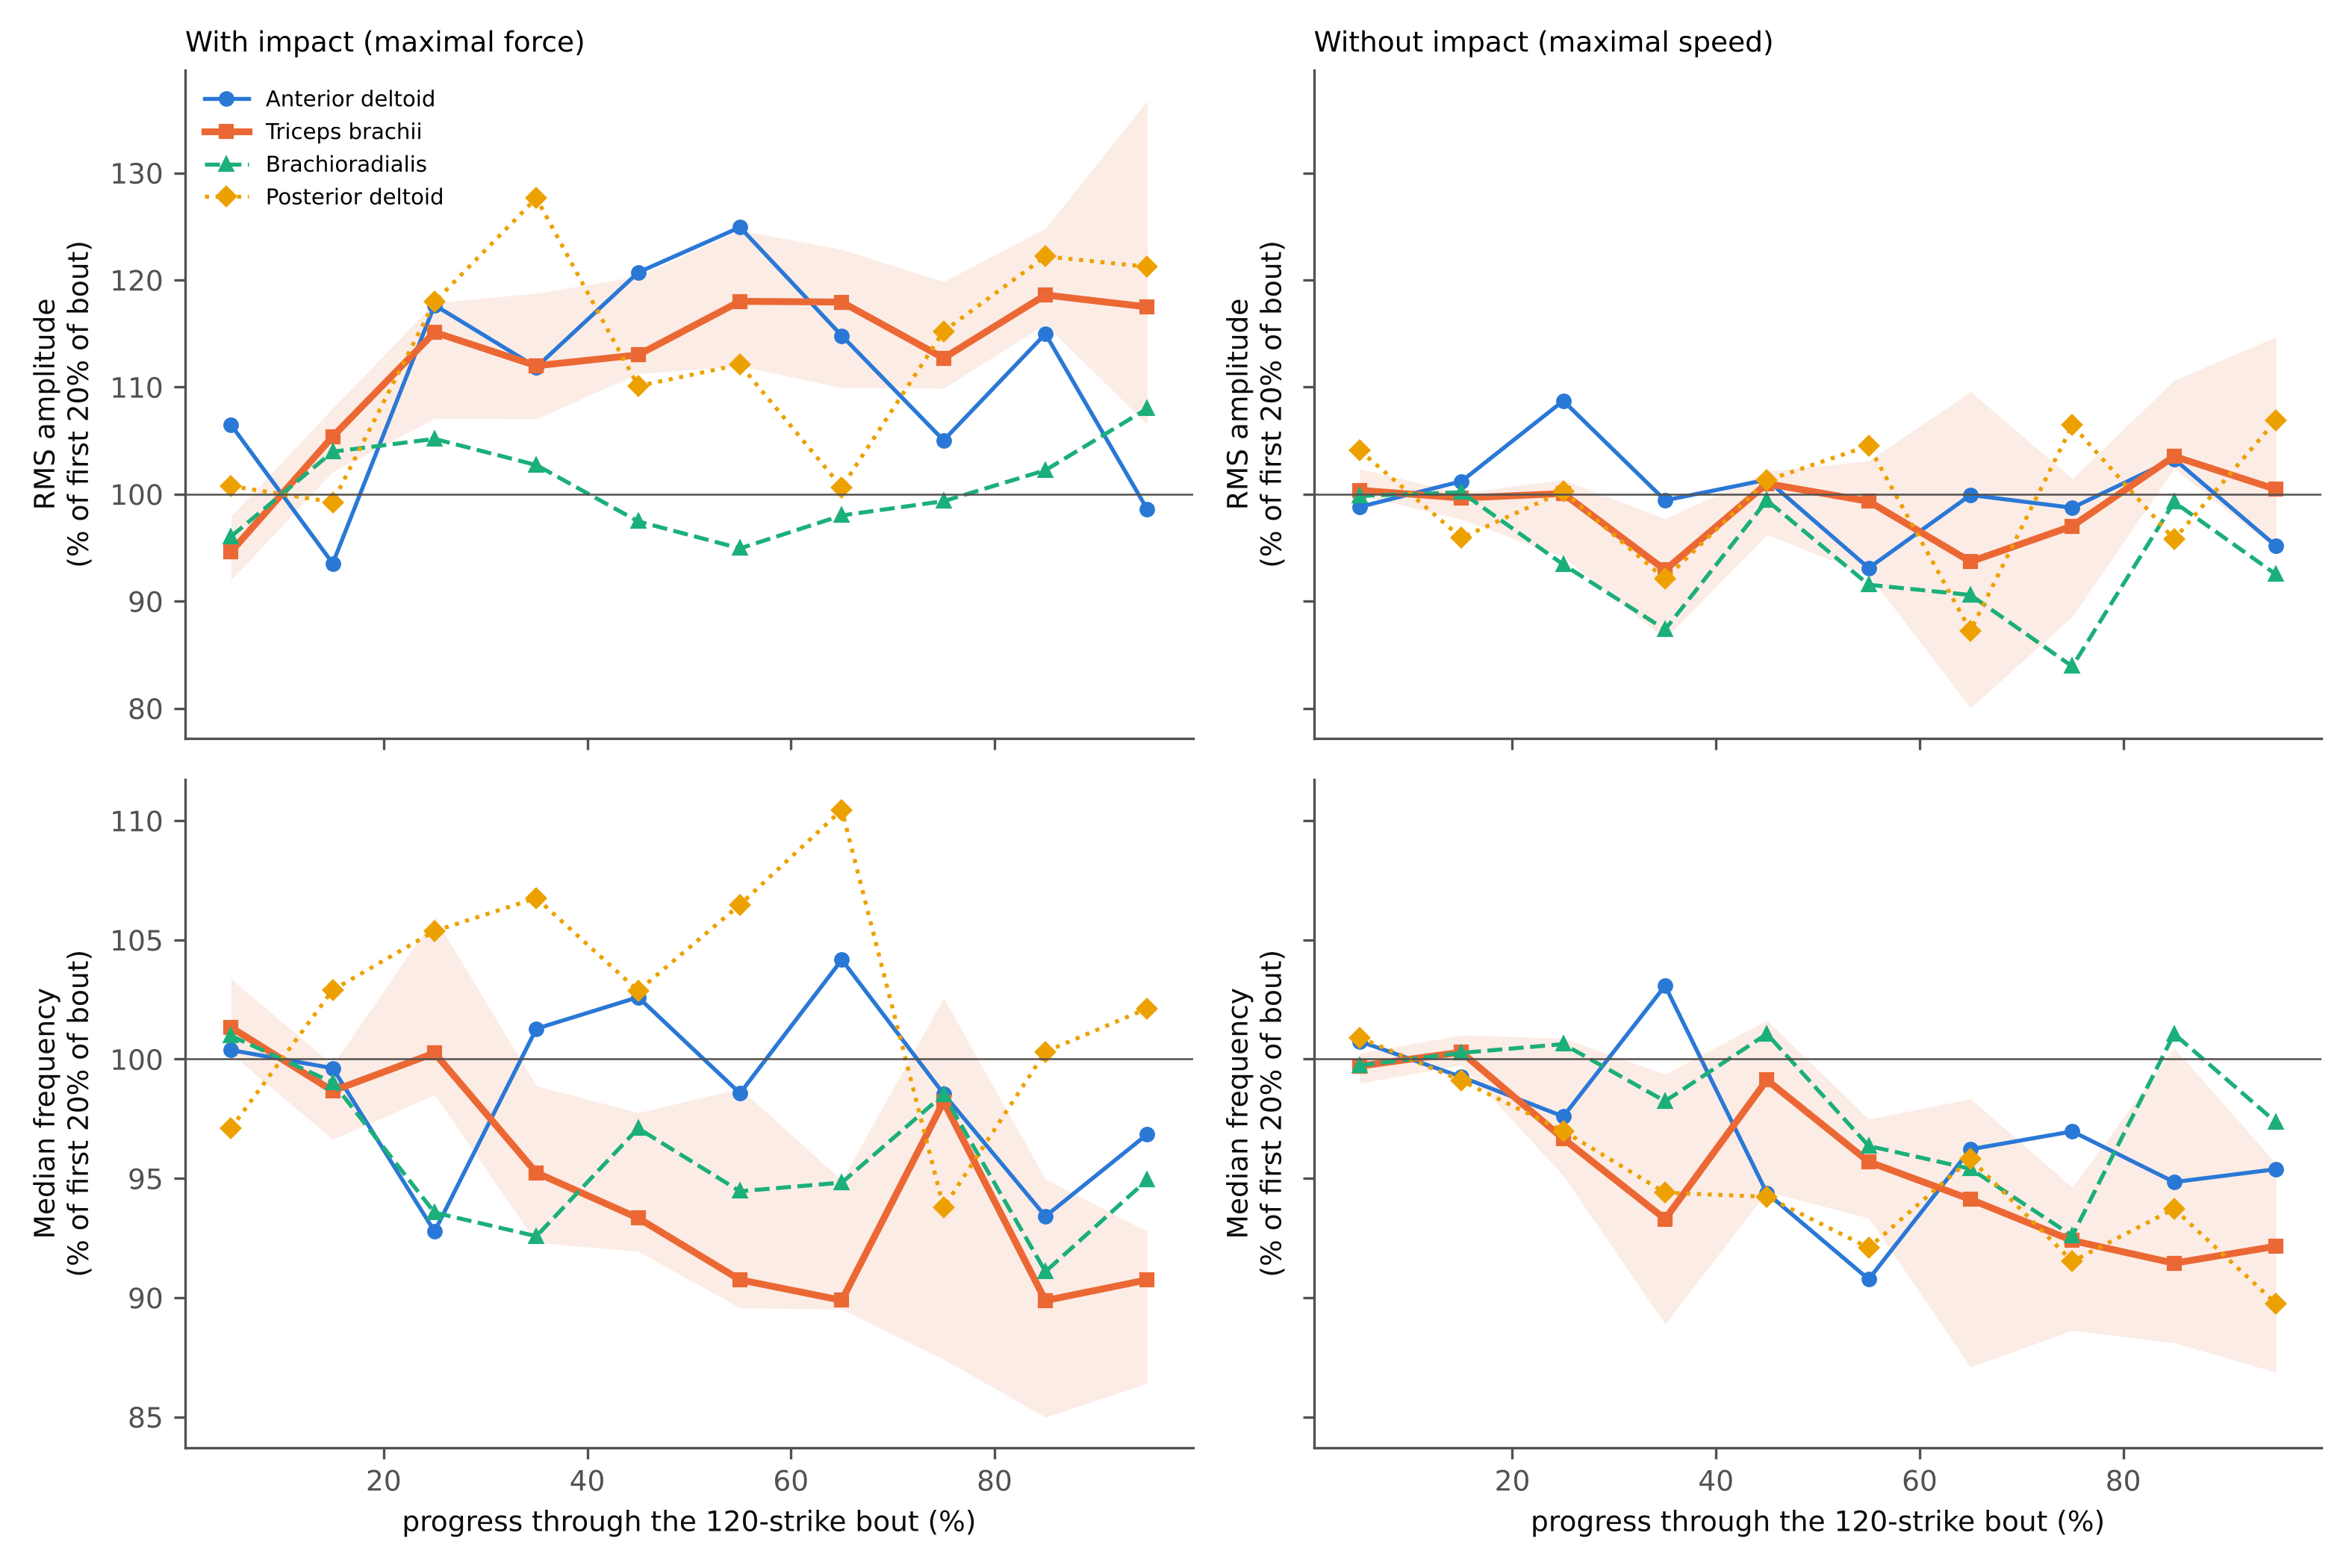 With impact (maximal force)
Without impact (maximal speed)
Anterior deltoid
Triceps brachii
Brachioradialis
Posterior deltoid
RMS amplitude
(% of first 20% of bout)
130
120
110
100
90
80
RMS amplitude
(% of first 20% of bout)
Median frequency
(% of first 20% of bout)
110
105
100
95
90
85
20
40
60
80
progress through the 120-strike bout (%)
Median frequency
(% of first 20% of bout)
20
40
60
80
progress through the 120-strike bout (%)